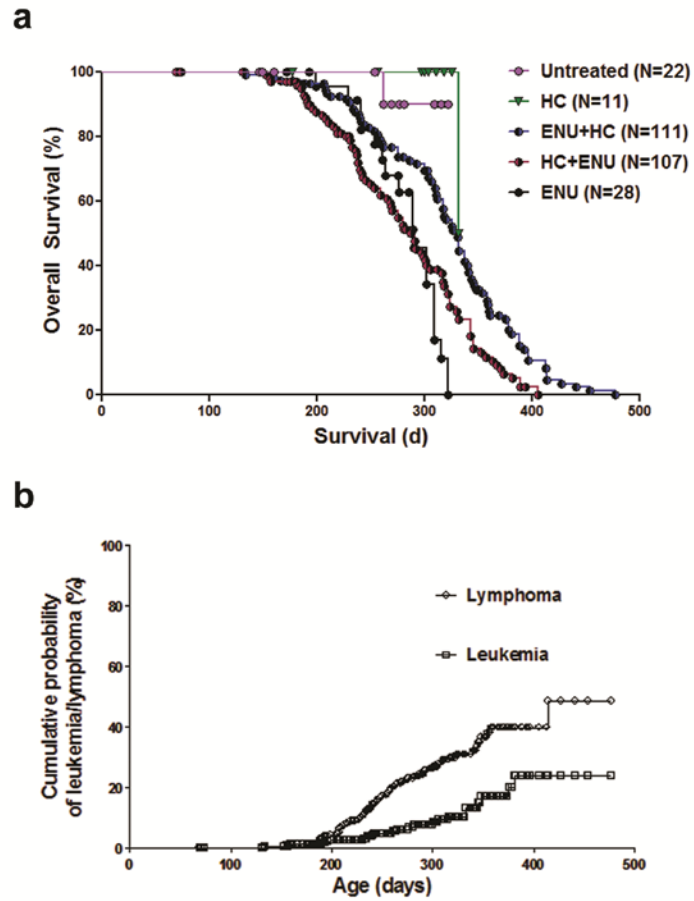 a
100
80
60
40
20
0
Overall Survival (%)
0 100 200 300 400 500
Survival (d)
Untreated (N=22)
HC (N=11)
ENU+HC (N=111)
HC+ENU (N=107)
ENU (N=28)
b
100
80
60
40
20
0
Cumulative probability
of leukemia/lymphoma (%)
0 100 200 300 400 500
Age (days)
Lymphoma
Leukemia